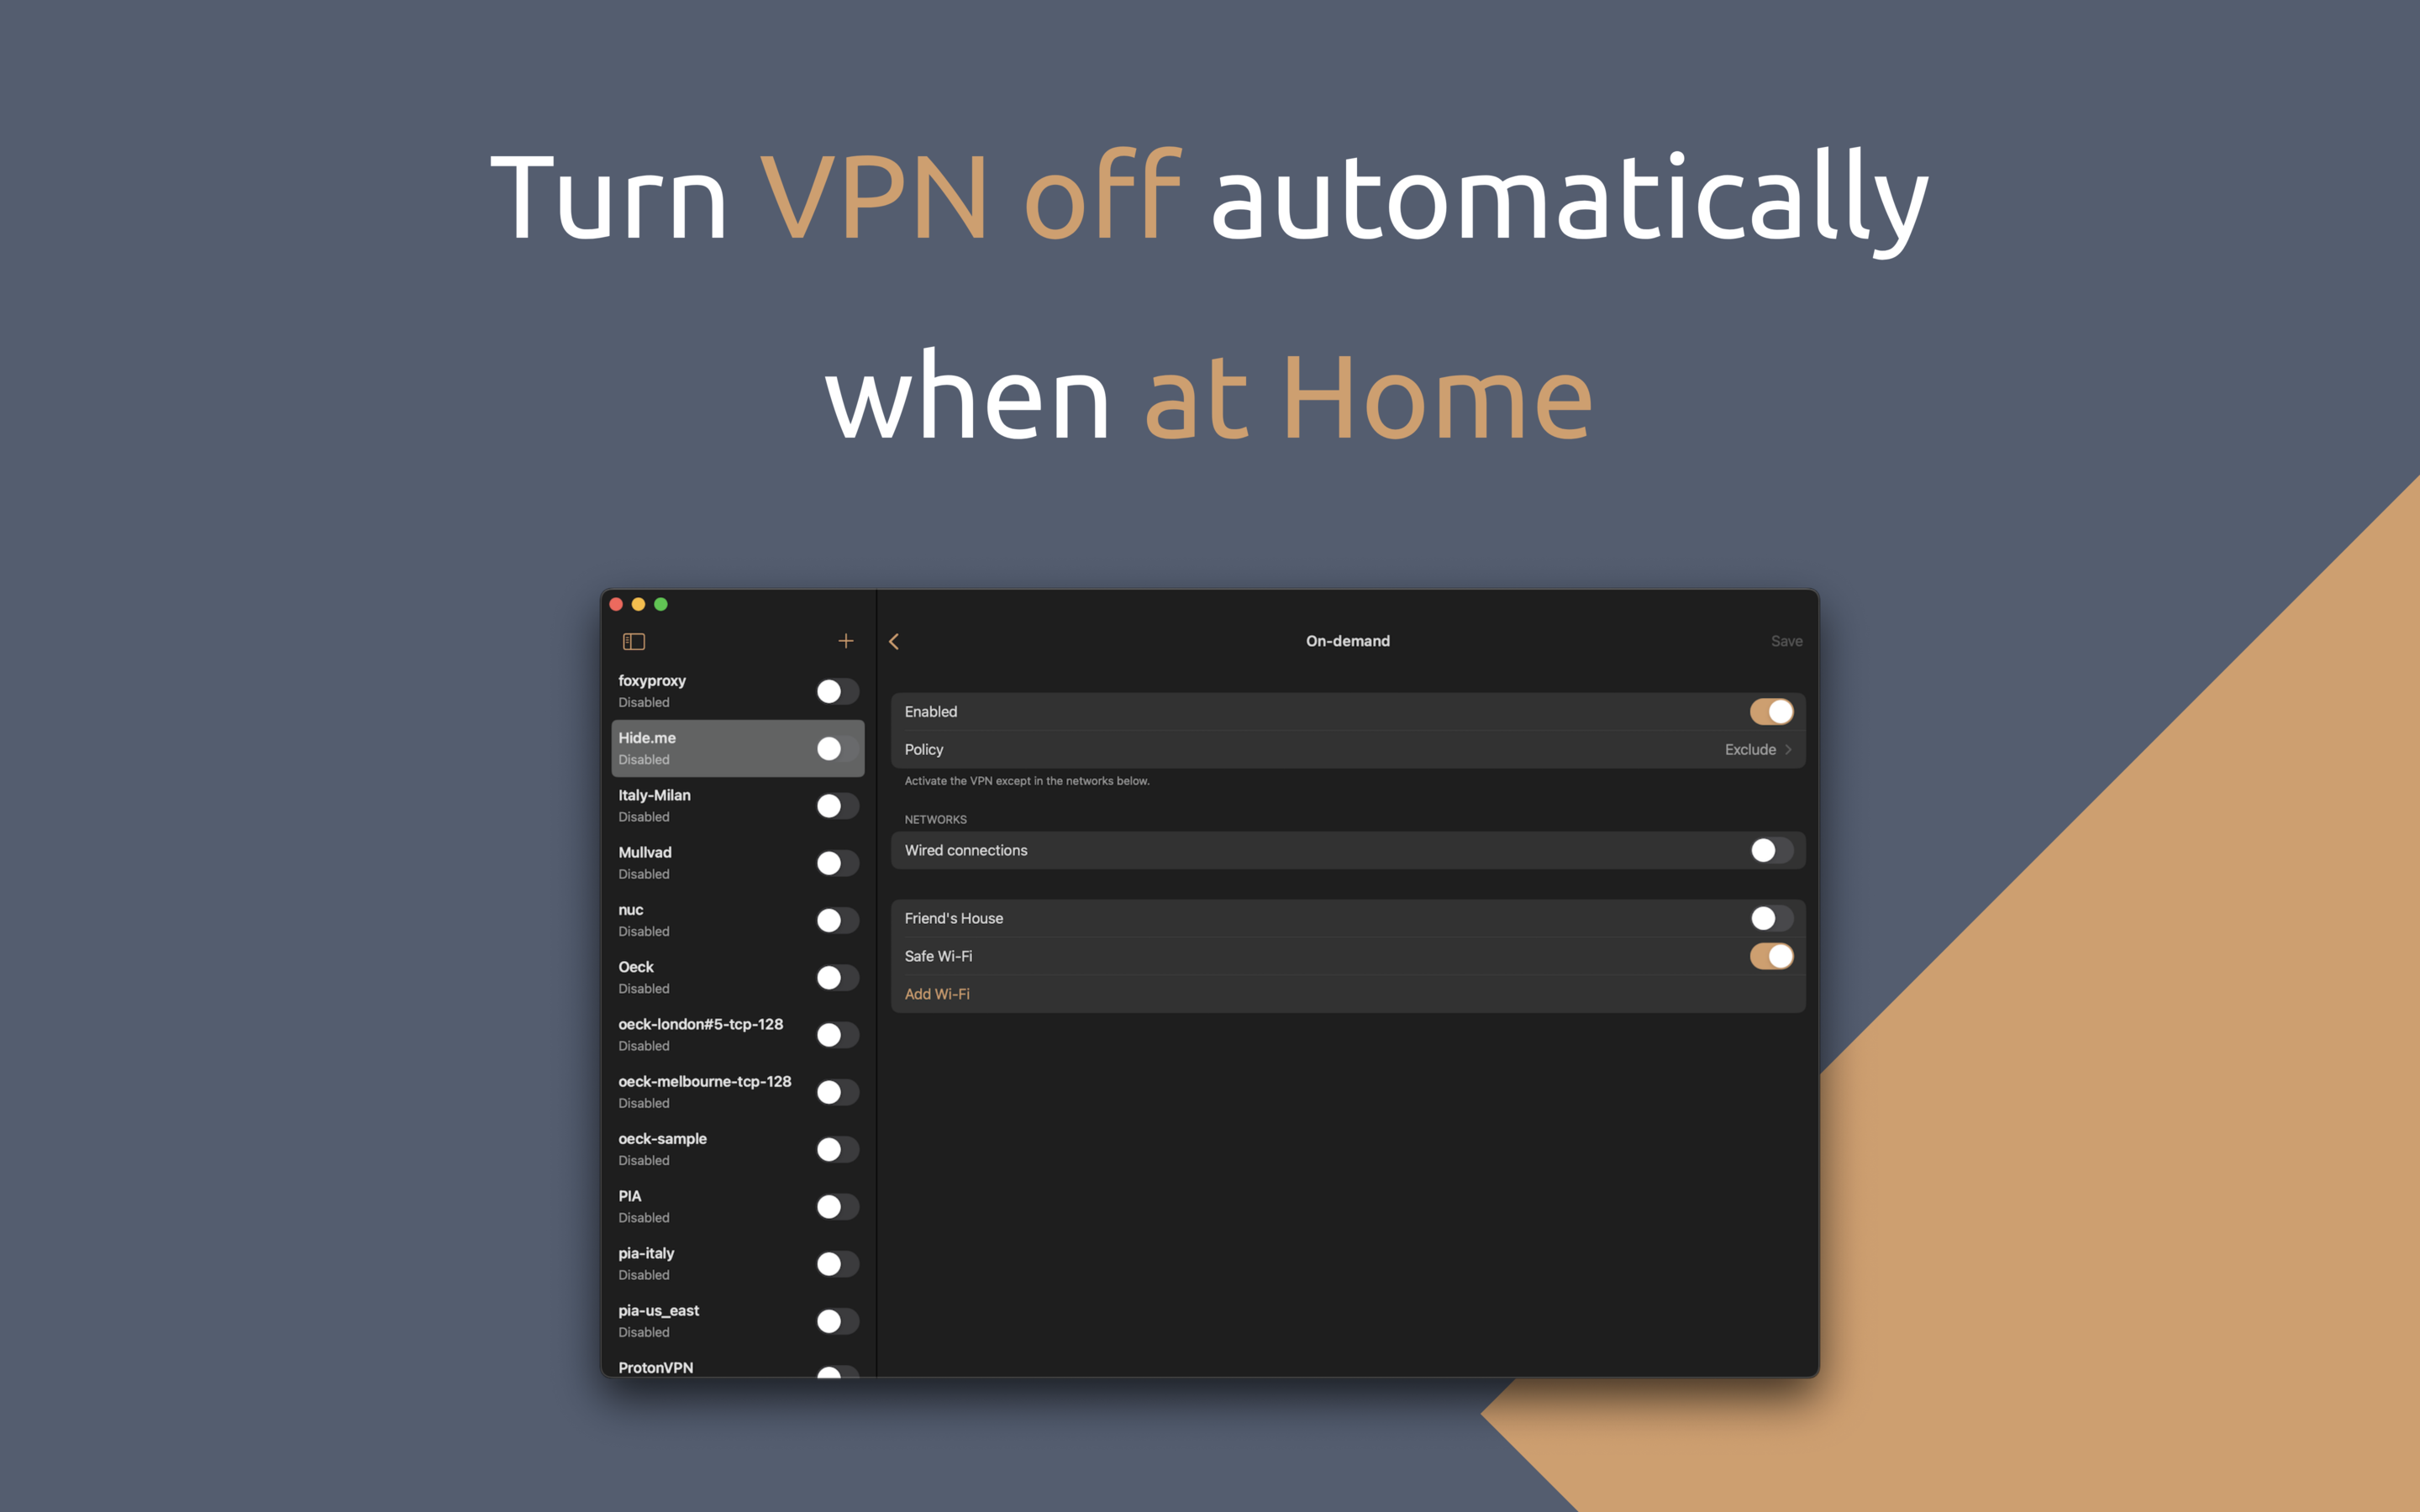 Turn VPN off automatically
when at Home
On-demand
Save
foxyproxy
Disabled
Hide.me
Disabled
Italy-Milan
Disabled
Mullvad
Disabled
nuc
Disabled
Oeck
Disabled
oeck-london#5-tcp-128
Disabled
oeck-melbourne-tcp-128
Disabled
oeck-sample
Disabled
PIA
Disabled
pia-italy
Disabled
pia-us_east
Disabled
ProtonVPN
Enabled
Policy
Exclude
Activate the VPN except in the networks below.
NETWORKS
Wired connections
Friend's House
Safe Wi-Fi
Add Wi-Fi